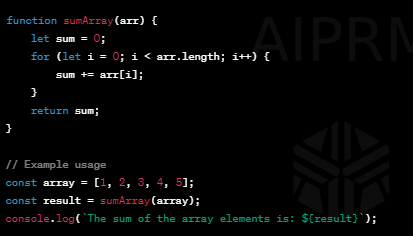 AIPRM
function sumArray(arr) {
    let sum = 0;
    for (let i = 0; i < arr.length; i++) {
        sum += arr[i];
    }
    return sum;
}
// Example usage
const array = [1, 2, 3, 4, 5];
const result = sumArray(array);
console.log(`The sum of the array elements is: ${result}`);